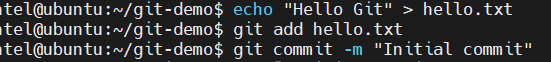 ntel@ubuntu:~/git-demo$ echo "Hello Git" > hello.txt
ntel@ubuntu:~/git-demo$ git add hello.txt
ntel@ubuntu:~/git-demo$ git commit -m "Initial commit"